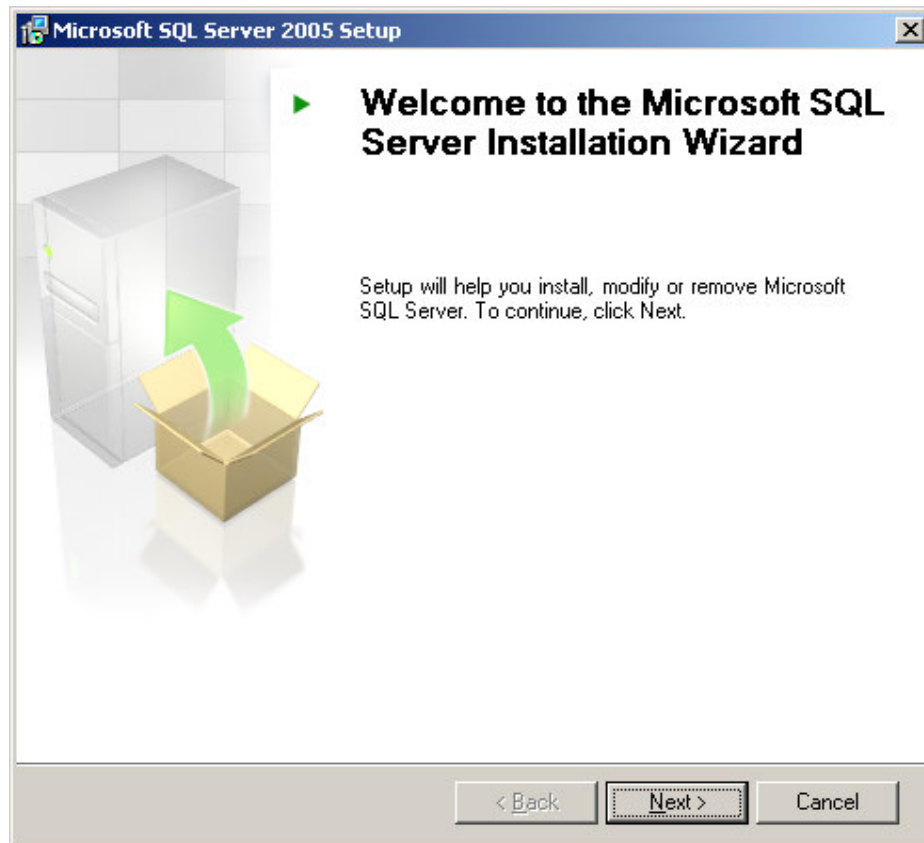 Microsoft SQL Server 2005 Setup
Welcome to the Microsoft SQL
Server Installation Wizard
Setup will help you install, modify or remove Microsoft
SQL Server. To continue, click Next.
< Back Next > Cancel